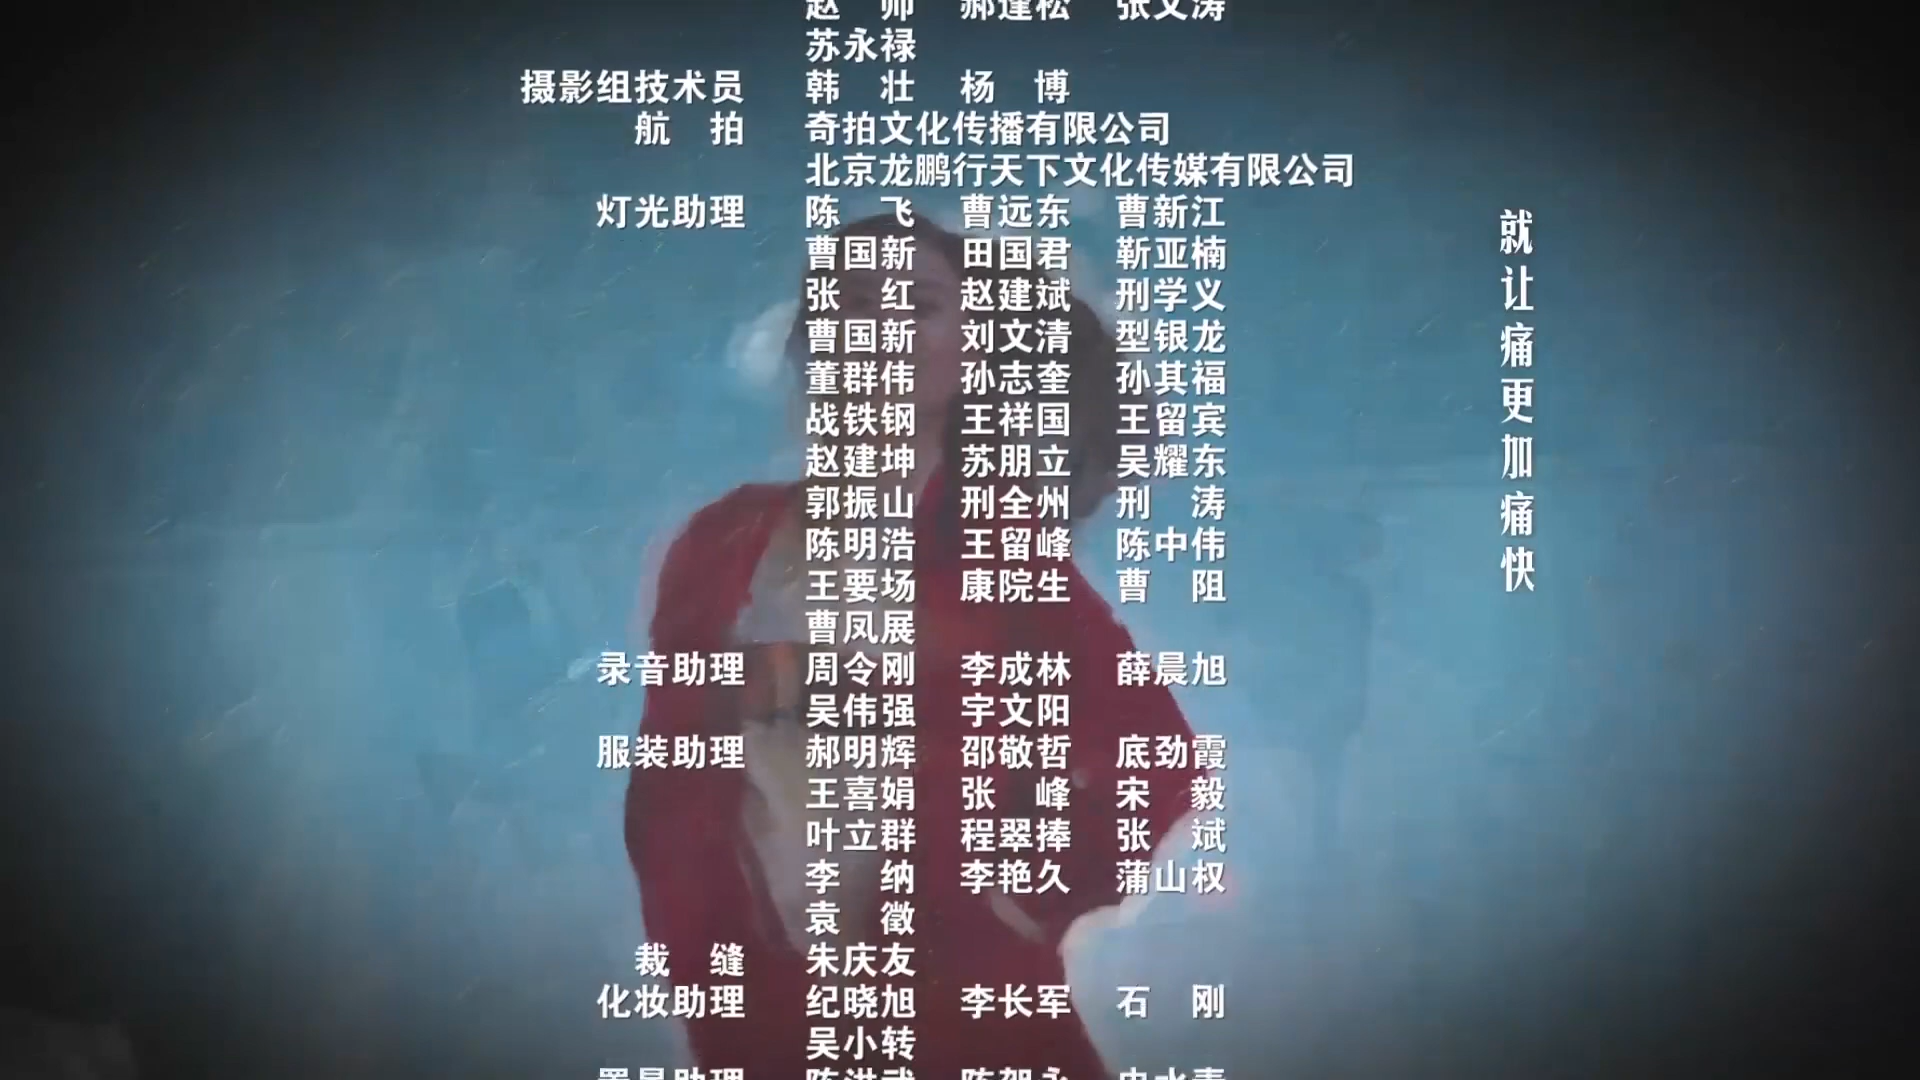 赵 帅 郝逢松 张文涛
苏永禄
摄影组技术员 韩 壮 杨 博
航 拍 奇拍文化传播有限公司
北京龙鹏行天下文化传媒有限公司
灯光助理 陈 飞 曹远东 曹新江
曹国新 田国君 靳亚楠
张 红 赵建斌 刑学义
曹国新 刘文清 型银龙
董群伟 孙志奎 孙其福
战铁钢 王祥国 王留宾
赵建坤 苏朋立 吴耀东
郭振山 刑全州 刑 涛
陈明浩 王留峰 陈中伟
王要场 康院生 曹 阻
曹凤展
录音助理 周令刚 李成林 薛晨旭
吴伟强 宇文阳
服装助理 郝明辉 邵敬哲 底劲霞
王喜娟 张 峰 宋 毅
叶立群 程翠捧 张 斌
李 纳 李艳久 蒲山权
袁 徵
裁 缝 朱庆友
化妆助理 纪晓旭 李长军 石 刚
吴小转
就让痛更加痛快